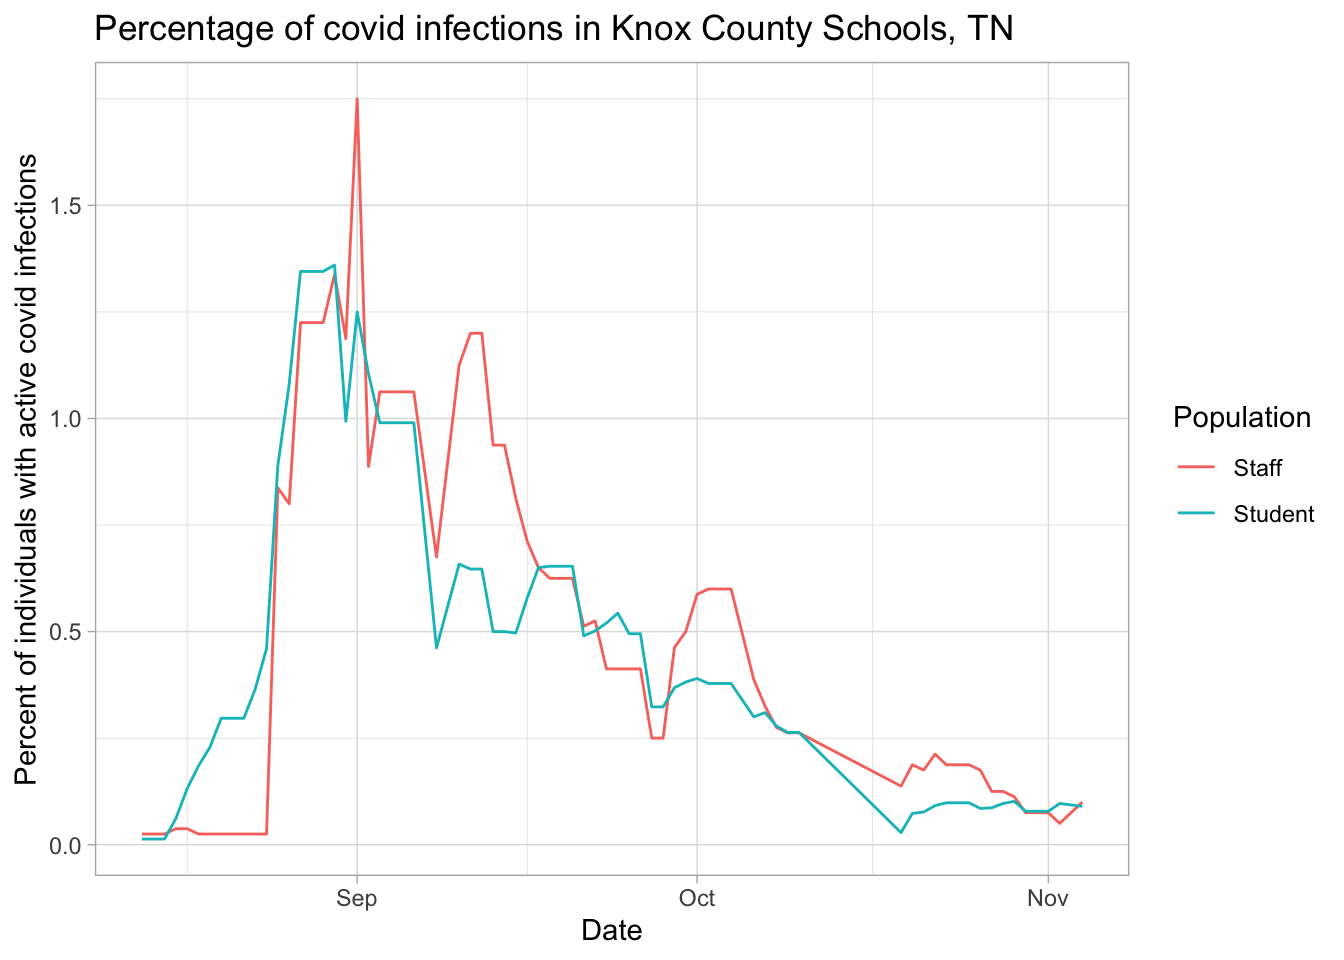 Percentage of covid infections in Knox County Schools, TN
Percent of individuals with active covid infections
1.5
1.0
0.5
0.0
Sep
Oct
Nov
Date
Population
Staff
Student